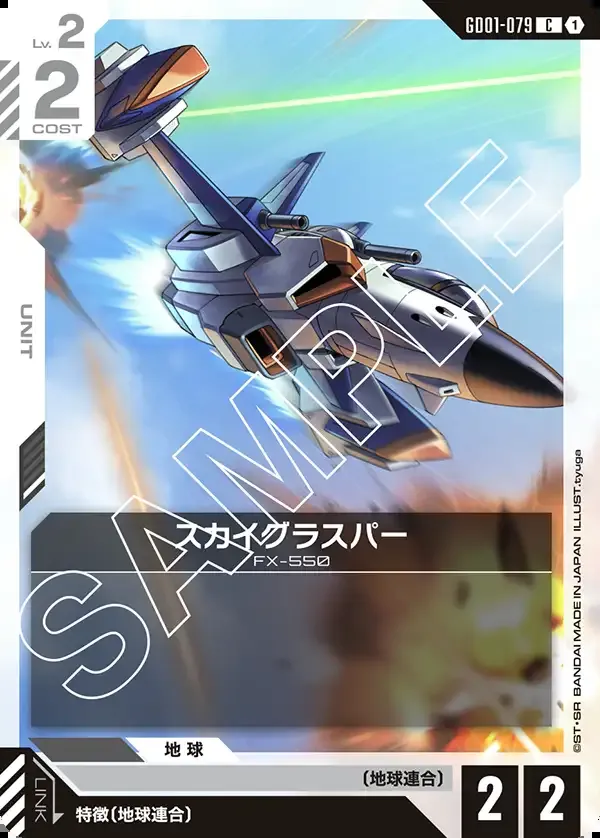 Lv. 2
2
COST
GD01-079 C 1
UNIT
SAMPLE
スカイグラスパー
FX-550
©ST・SR BANDAI MADE IN JAPAN ILLUST.tyuga
地球
〔地球連合〕
LINK
特徴〔地球連合〕
2 2